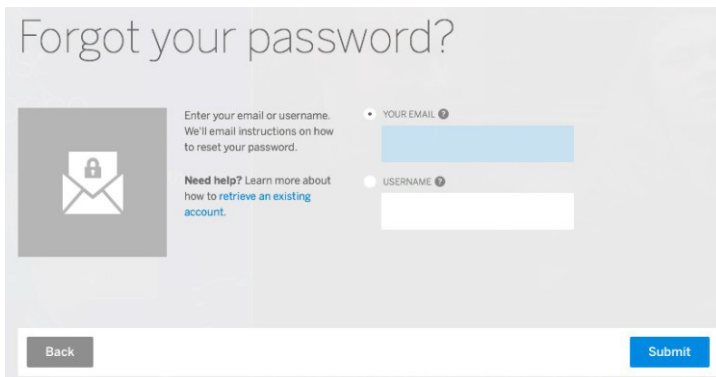 Forgot your password?
Enter your email or username.
We'll email instructions on how
to reset your password.
Need help? Learn more about
how to retrieve an existing
account.
YOUR EMAIL ?
USERNAME ?
Back
Submit